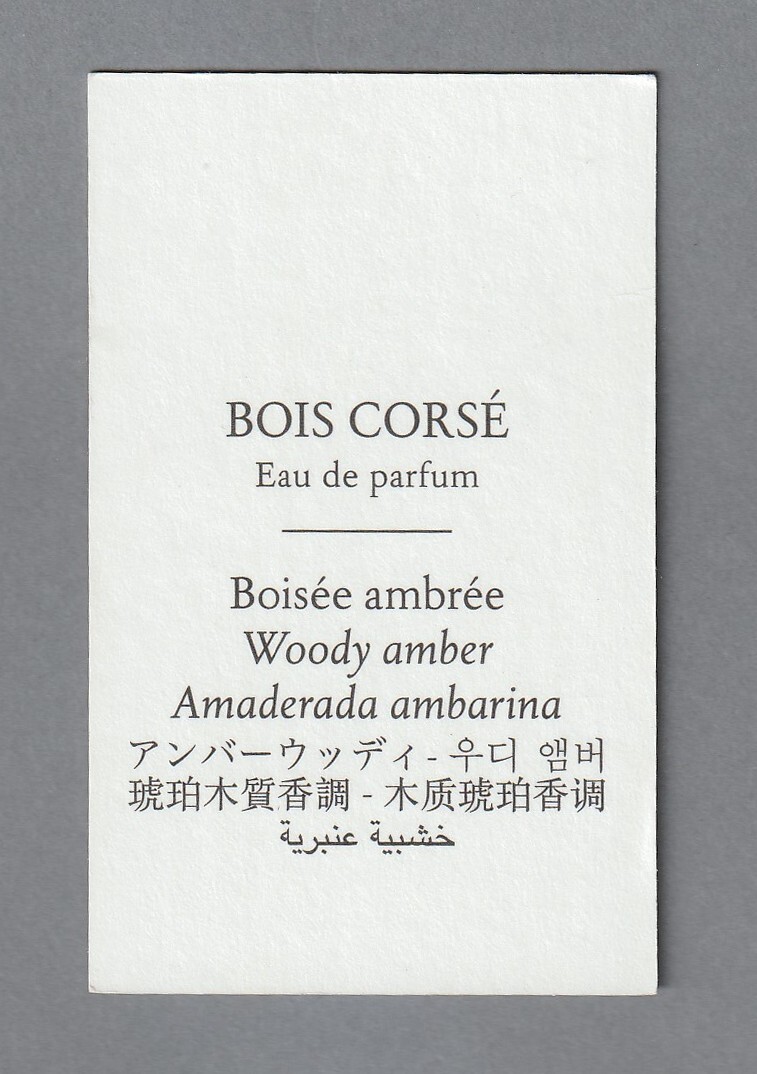 BOIS CORSÉ
Eau de parfum
Boisée ambrée
Woody amber
Amaderada ambarina
アンバーウッディ - 우디 앰버
琥珀木質香調 - 木质琥珀香调
خشبية عنبرية